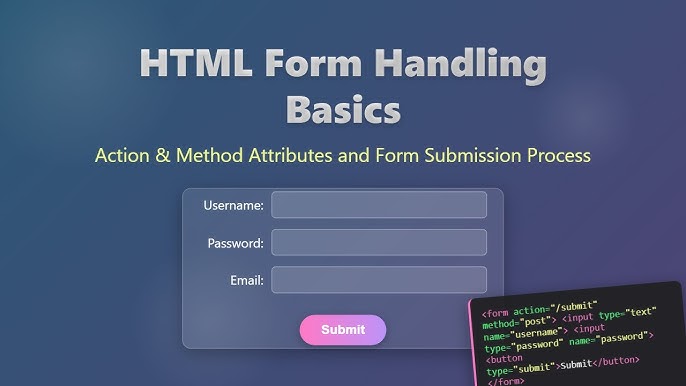 HTML Form Handling
Basics
Action & Method Attributes and Form Submission Process
Username:
Password:
Email:
Submit
<form action="/submit"
method="post"> <input type="text"
name="username"> <input
type="password" name="password">
<button
type="submit">Submit</button>
</form>